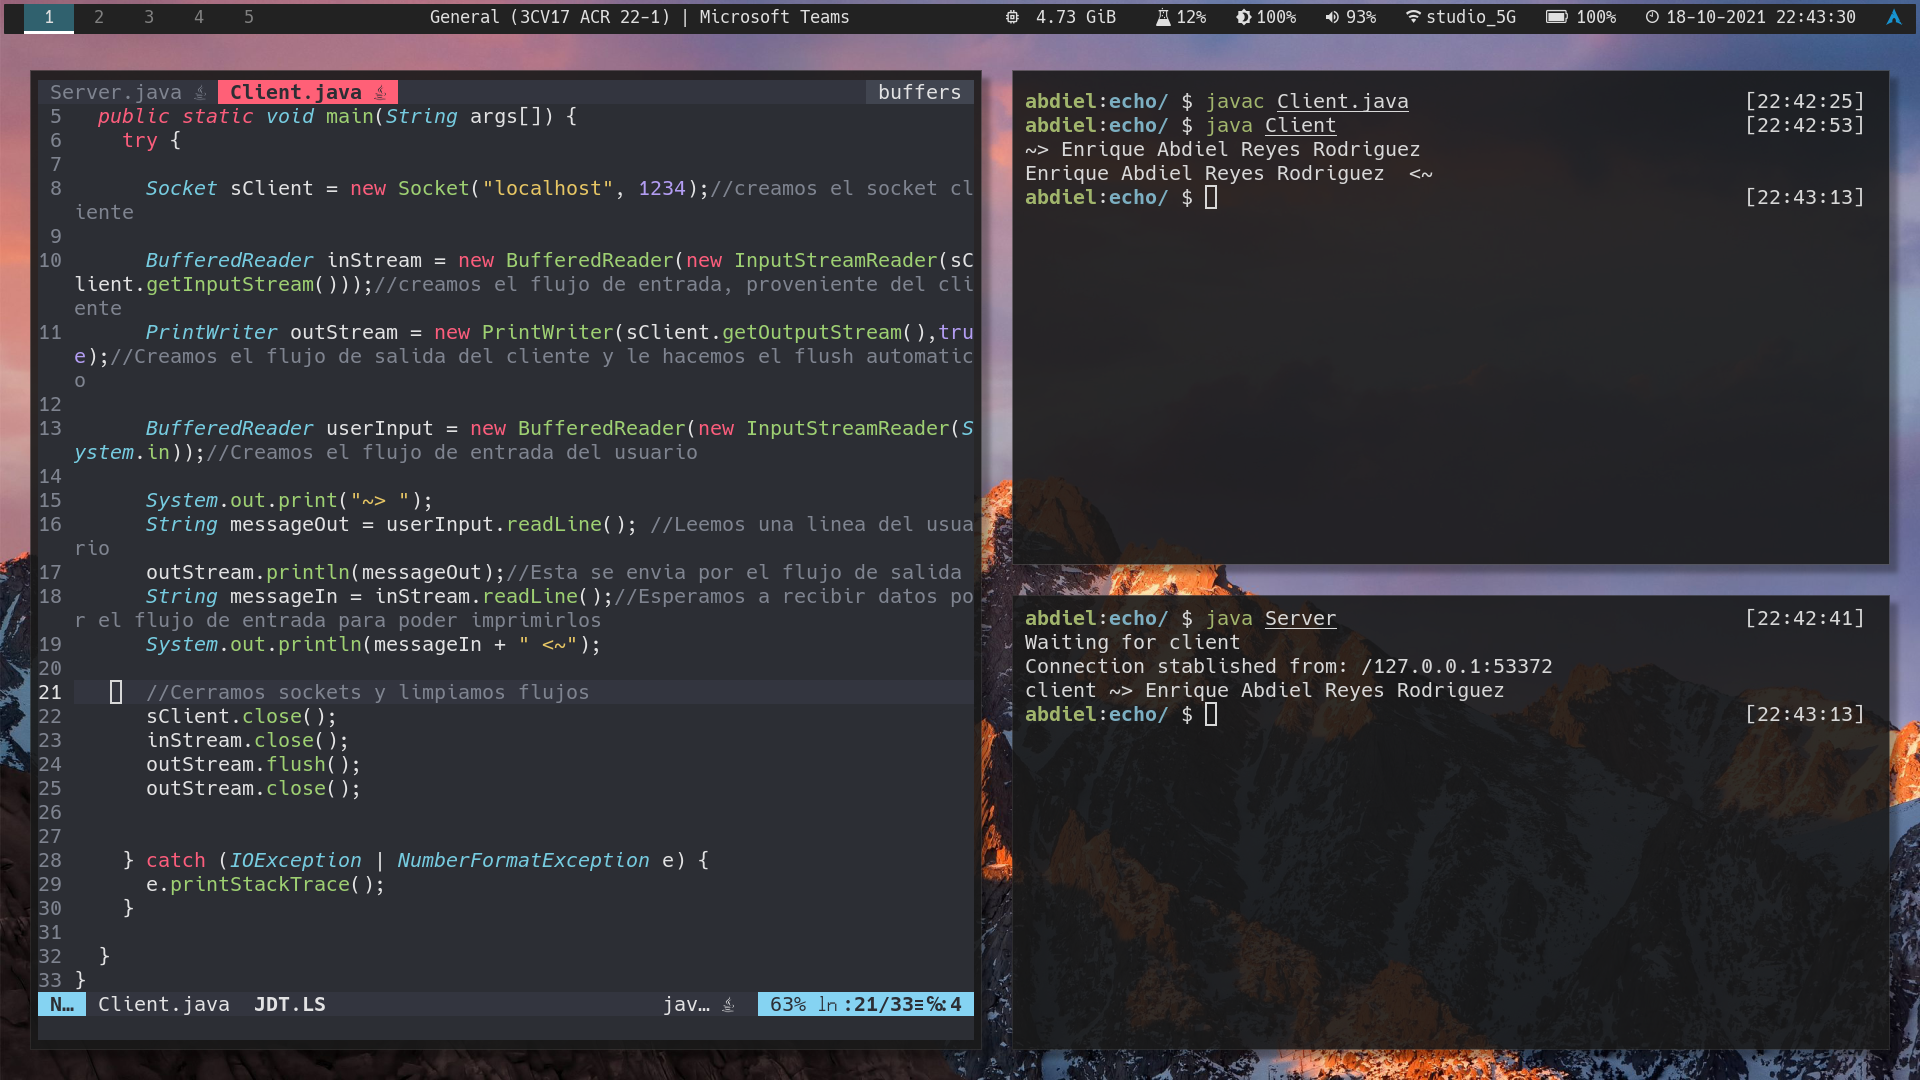 1 2 3 4 5 General (3CV17 ACR 22-1) | Microsoft Teams 4.73 GiB 12% 100% 93% studio_5G 100% 18-10-2021 22:43:30
Server.java Client.java buffers
5 public static void main(String args[]) {
6 try {
7
8 Socket sClient = new Socket("localhost", 1234);//creamos el socket cl
iente
9
10 BufferedReader inStream = new BufferedReader(new InputStreamReader(sC
lient.getInputStream()));//creamos el flujo de entrada, proveniente del cli
ente
11 PrintWriter outStream = new PrintWriter(sClient.getOutputStream(),tru
e);//Creamos el flujo de salida del cliente y le hacemos el flush automatic
o
12
13 BufferedReader userInput = new BufferedReader(new InputStreamReader(S
ystem.in));//Creamos el flujo de entrada del usuario
14
15 System.out.print("~> ");
16 String messageOut = userInput.readLine(); //Leemos una linea del usua
rio
17 outStream.println(messageOut);//Esta se envia por el flujo de salida
18 String messageIn = inStream.readLine();//Esperamos a recibir datos po
r el flujo de entrada para poder imprimirlos
19 System.out.println(messageIn + " <~");
20
21 //Cerramos sockets y limpiamos flujos
22 sClient.close();
23 inStream.close();
24 outStream.flush();
25 outStream.close();
26
27
28 } catch (IOException | NumberFormatException e) {
29 e.printStackTrace();
30 }
31
32 }
33 }
N… Client.java JDT.LS jav… 63% ln :21/33≡℅:4
abdiel:echo/ $ javac Client.java [22:42:25]
abdiel:echo/ $ java Client [22:42:53]
~> Enrique Abdiel Reyes Rodriguez
Enrique Abdiel Reyes Rodriguez <~
abdiel:echo/ $ [22:43:13]
abdiel:echo/ $ java Server [22:42:41]
Waiting for client
Connection stablished from: /127.0.0.1:53372
client ~> Enrique Abdiel Reyes Rodriguez
abdiel:echo/ $ [22:43:13]